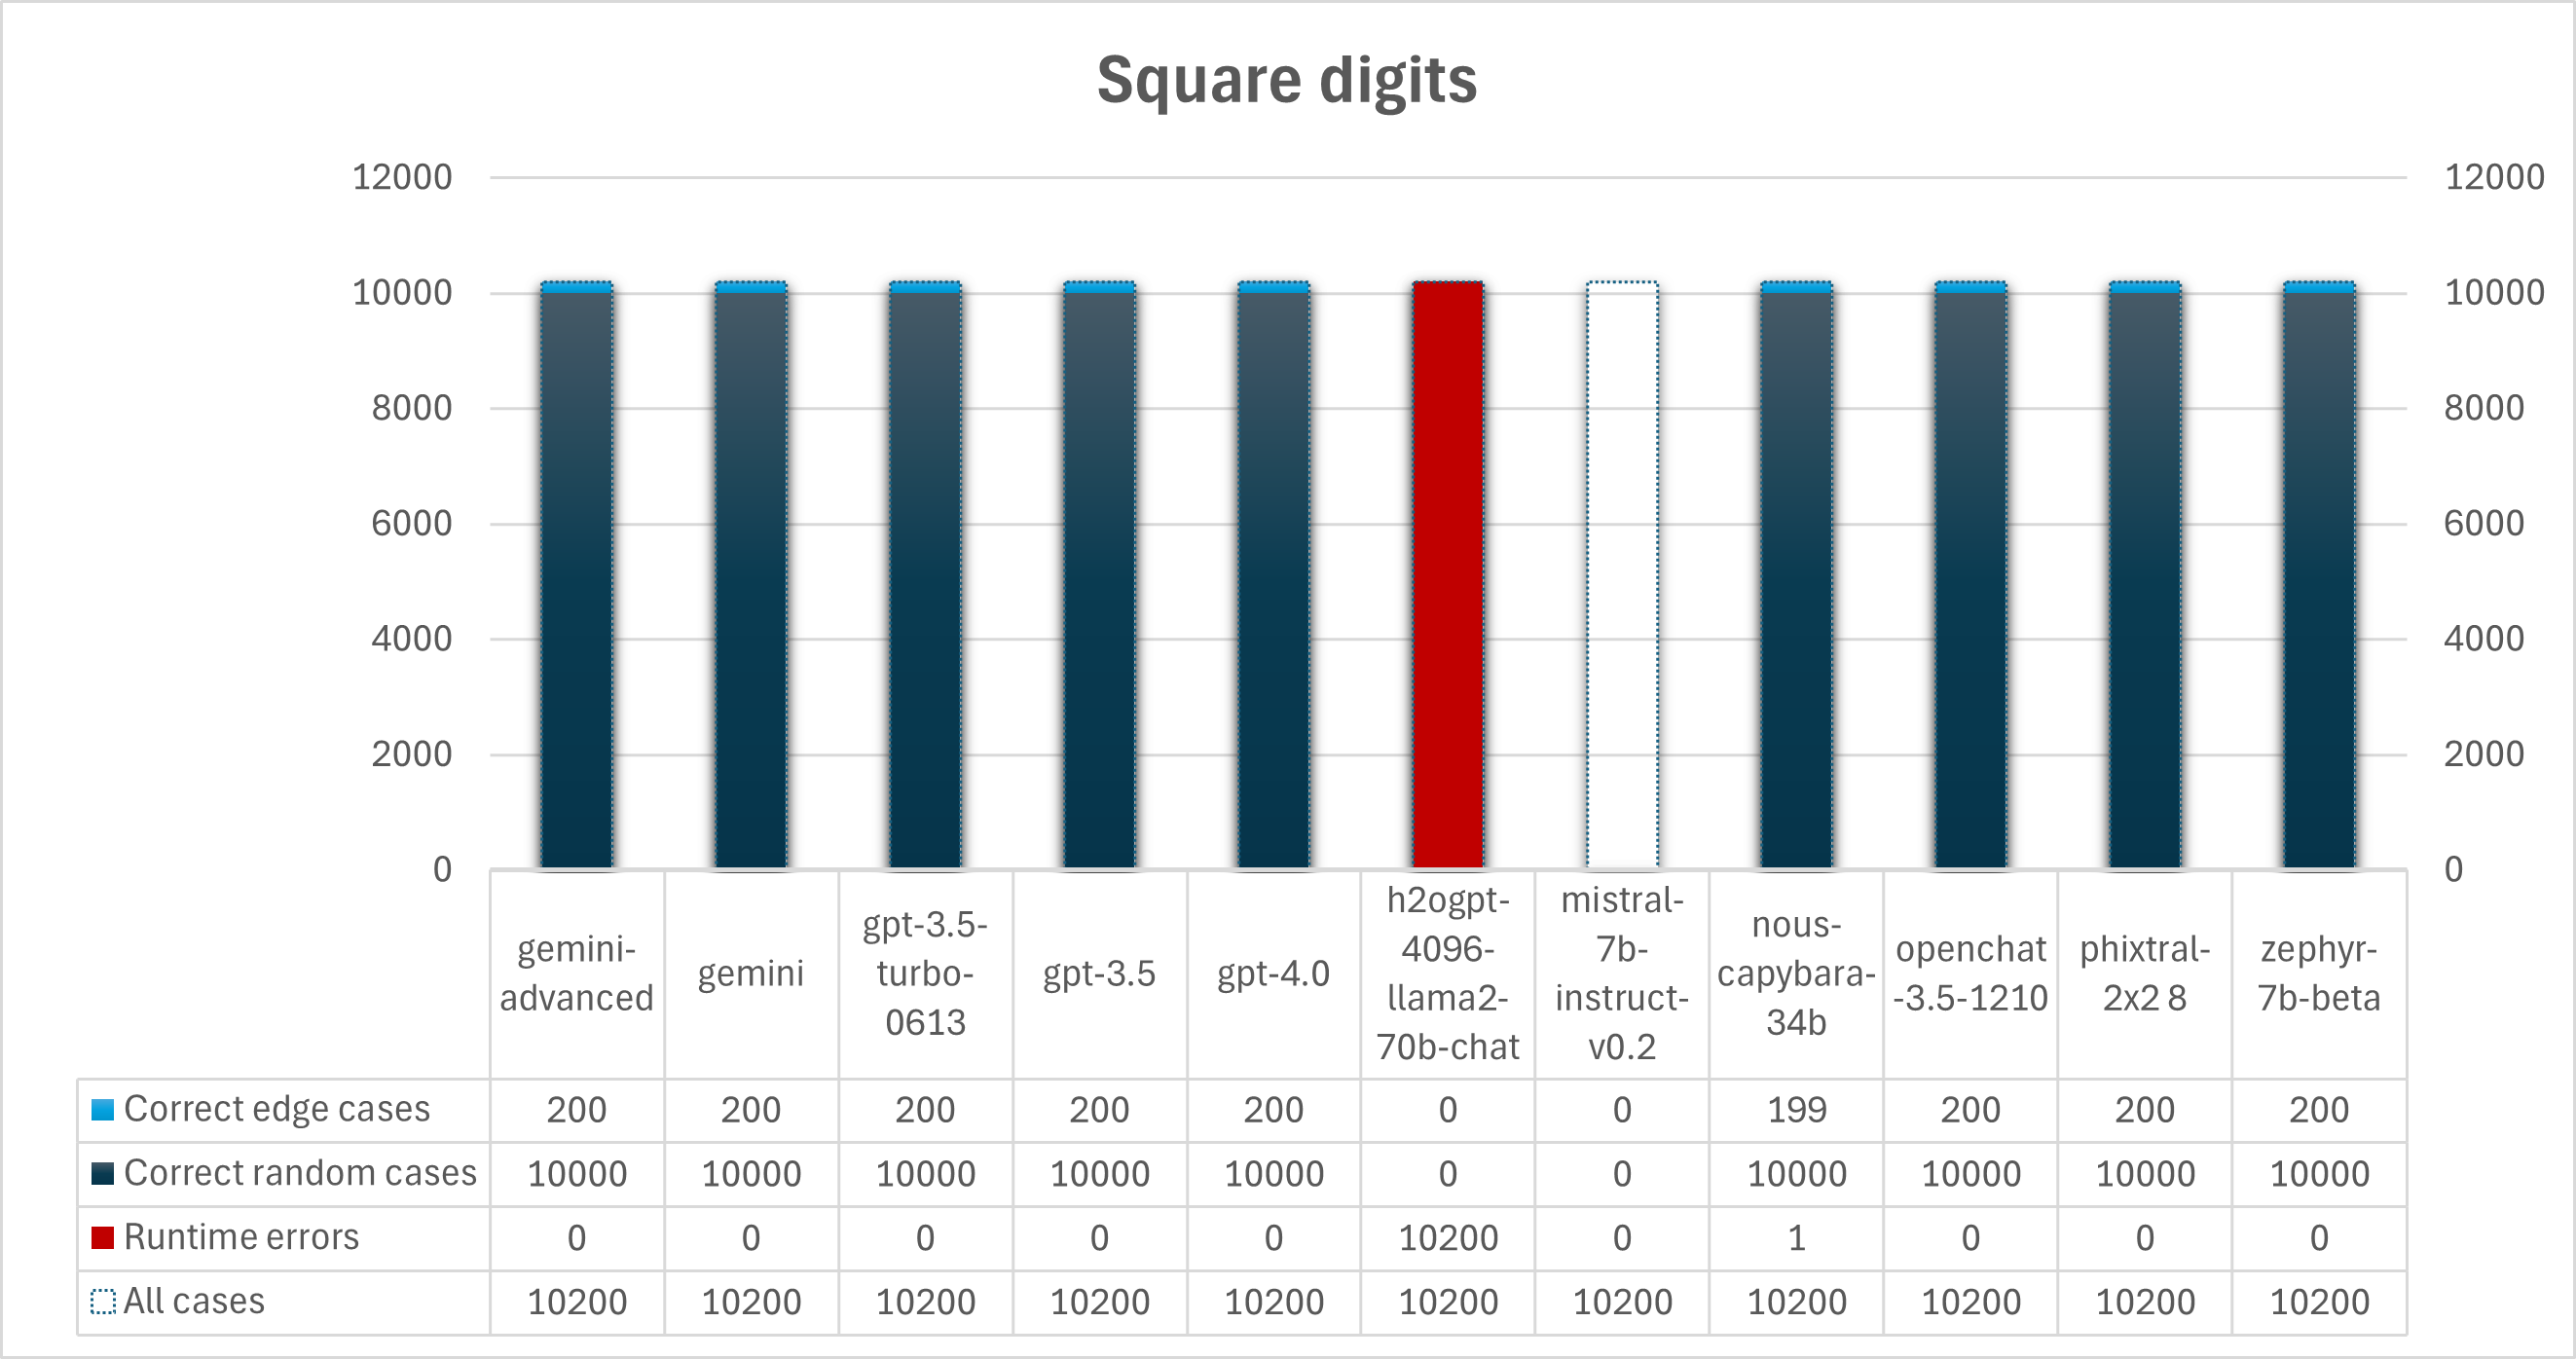 Square digits
12000
10000
8000
6000
4000
2000
0
12000
10000
8000
6000
4000
2000
0
gemini-
advanced
gemini
gpt-3.5-
turbo-
0613
gpt-3.5
gpt-4.0
h2ogpt-
4096-
llama2-
70b-chat
mistral-
7b-
instruct-
v0.2
nous-
capybara-
34b
openchat
-3.5-1210
phixtral-
2x2 8
zephyr-
7b-beta
Correct edge cases 200 200 200 200 200 0 0 199 200 200 200
Correct random cases 10000 10000 10000 10000 10000 0 0 10000 10000 10000 10000
Runtime errors 0 0 0 0 0 10200 0 1 0 0 0
All cases 10200 10200 10200 10200 10200 10200 10200 10200 10200 10200 10200